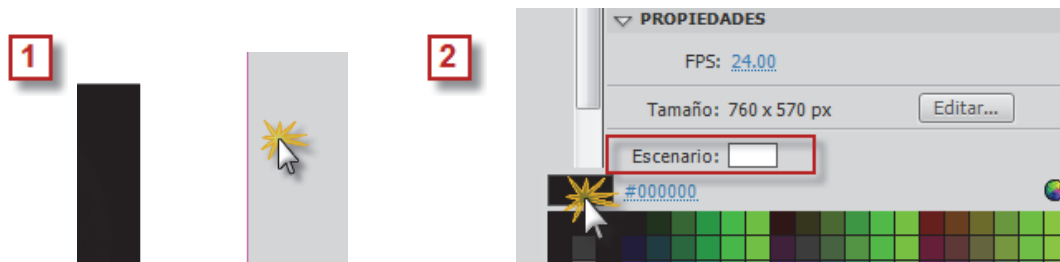 1
2
PROPIEDADES
FPS: 24.00
Tamaño: 760 x 570 px Editar...
Escenario:
#000000